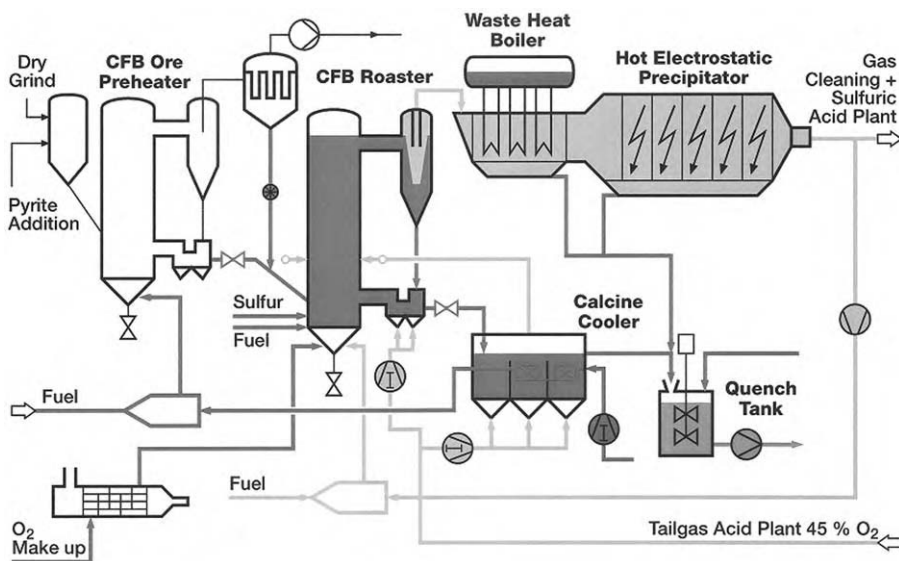 Waste Heat
Boiler
Dry
Grind
CFB Ore
Preheater
CFB Roaster
Hot Electrostatic
Precipitator
Gas
Cleaning +
Sulfuric
Acid Plant
Pyrite
Addition
Sulfur
Fuel
Calcine
Cooler
Fuel
Quench
Tank
Fuel
O2
Make up
Tailgas Acid Plant 45 % O2